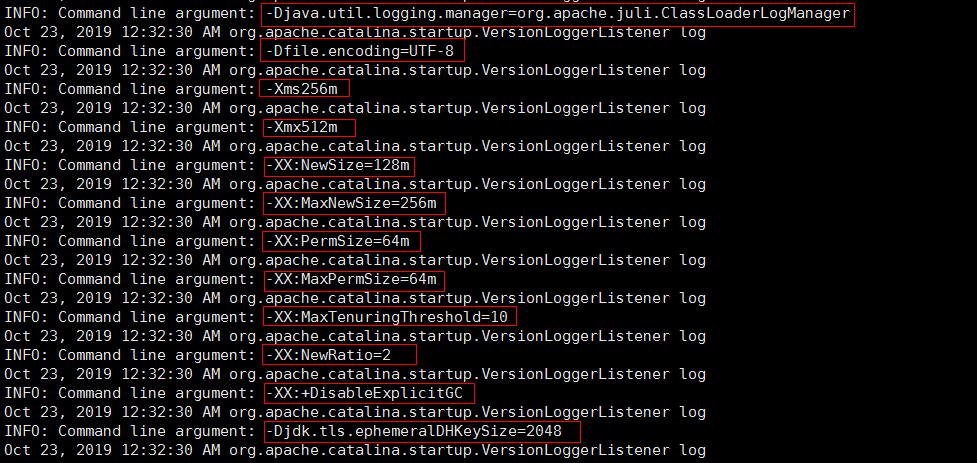 INFO: Command line argument: -Djava.util.logging.manager=org.apache.juli.ClassLoaderLogManager
Oct 23, 2019 12:32:30 AM org.apache.catalina.startup.VersionLoggerListener log
INFO: Command line argument: -Dfile.encoding=UTF-8
Oct 23, 2019 12:32:30 AM org.apache.catalina.startup.VersionLoggerListener log
INFO: Command line argument: -Xms256m
Oct 23, 2019 12:32:30 AM org.apache.catalina.startup.VersionLoggerListener log
INFO: Command line argument: -Xmx512m
Oct 23, 2019 12:32:30 AM org.apache.catalina.startup.VersionLoggerListener log
INFO: Command line argument: -XX:NewSize=128m
Oct 23, 2019 12:32:30 AM org.apache.catalina.startup.VersionLoggerListener log
INFO: Command line argument: -XX:MaxNewSize=256m
Oct 23, 2019 12:32:30 AM org.apache.catalina.startup.VersionLoggerListener log
INFO: Command line argument: -XX:PermSize=64m
Oct 23, 2019 12:32:30 AM org.apache.catalina.startup.VersionLoggerListener log
INFO: Command line argument: -XX:MaxPermSize=64m
Oct 23, 2019 12:32:30 AM org.apache.catalina.startup.VersionLoggerListener log
INFO: Command line argument: -XX:MaxTenuringThreshold=10
Oct 23, 2019 12:32:30 AM org.apache.catalina.startup.VersionLoggerListener log
INFO: Command line argument: -XX:NewRatio=2
Oct 23, 2019 12:32:30 AM org.apache.catalina.startup.VersionLoggerListener log
INFO: Command line argument: -XX:+DisableExplicitGC
Oct 23, 2019 12:32:30 AM org.apache.catalina.startup.VersionLoggerListener log
INFO: Command line argument: -Djdk.tls.ephemeralDHKeySize=2048
Oct 23, 2019 12:32:30 AM org.apache.catalina.startup.VersionLoggerListener log